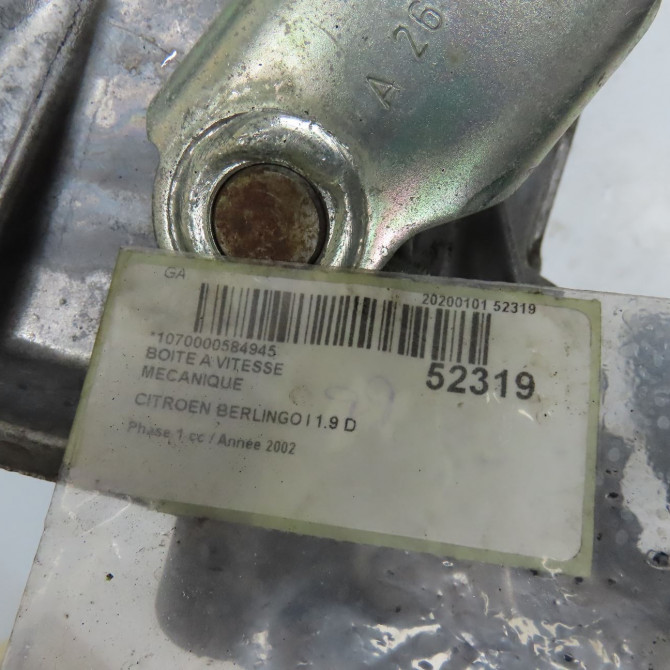 A 26
GA
20200101 52319
*1070000584945
BOITE A VITESSE
MECANIQUE
52319
CITROEN BERLINGO I 1.9 D
Phase 1 cc / Année 2002